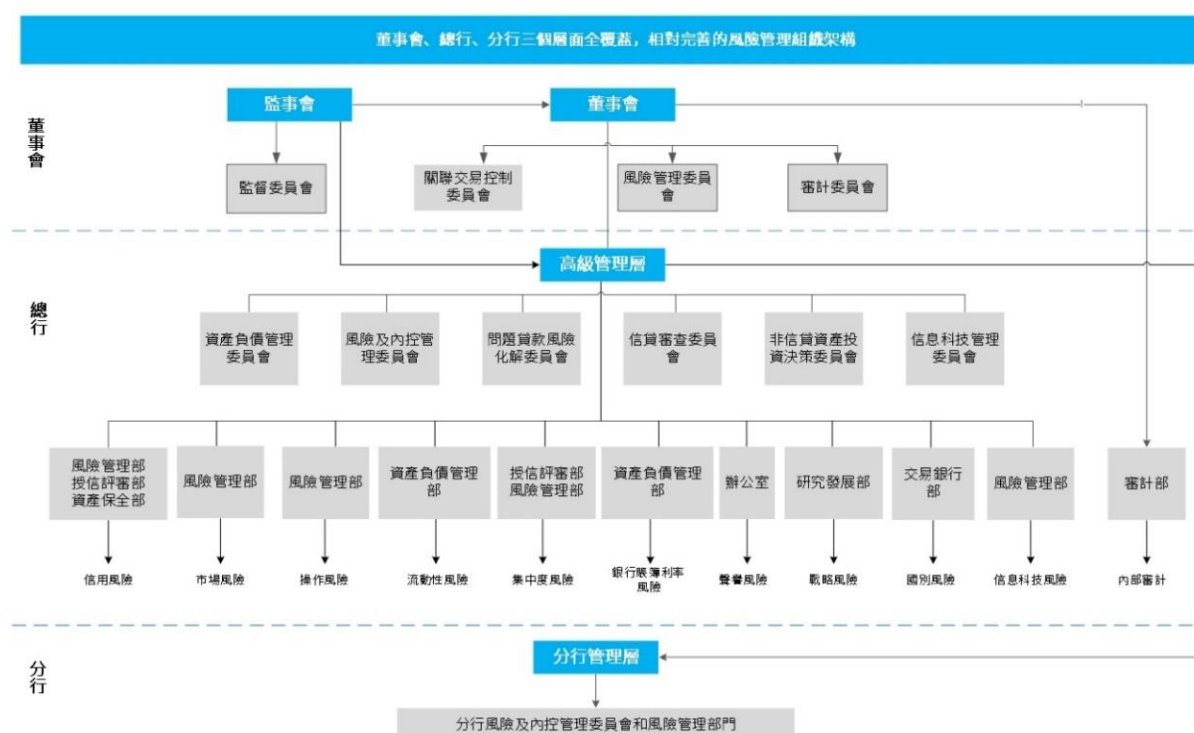 董事會、總行、分行三個層面全覆蓋，相對完善的風險管理組織架構
董事會
監事會
董事會
監督委員會
關聯交易控制
委員會
風險管理委員
會
審計委員會
總行
高級管理層
資產負債管理
委員會
風險及內控管
理委員會
問題貸款風險
化解委員會
信貸審查委員
會
非信貸資產投
資決策委員會
信息科技管理
委員會
風險管理部
授信評審部
資產保全部
風險管理部
風險管理部
資產負債管理
部
授信評審部
風險管理部
資產負債管理
部
辦公室
研究發展部
交易銀行
部
風險管理部
審計部
信用風險
市場風險
操作風險
流動性風險
集中度風險
銀行賬簿利率
風險
聲譽風險
戰略風險
國別風險
信息科技風險
內部審計
分行
分行管理層
分行風險及內控管理委員會和風險管理部門